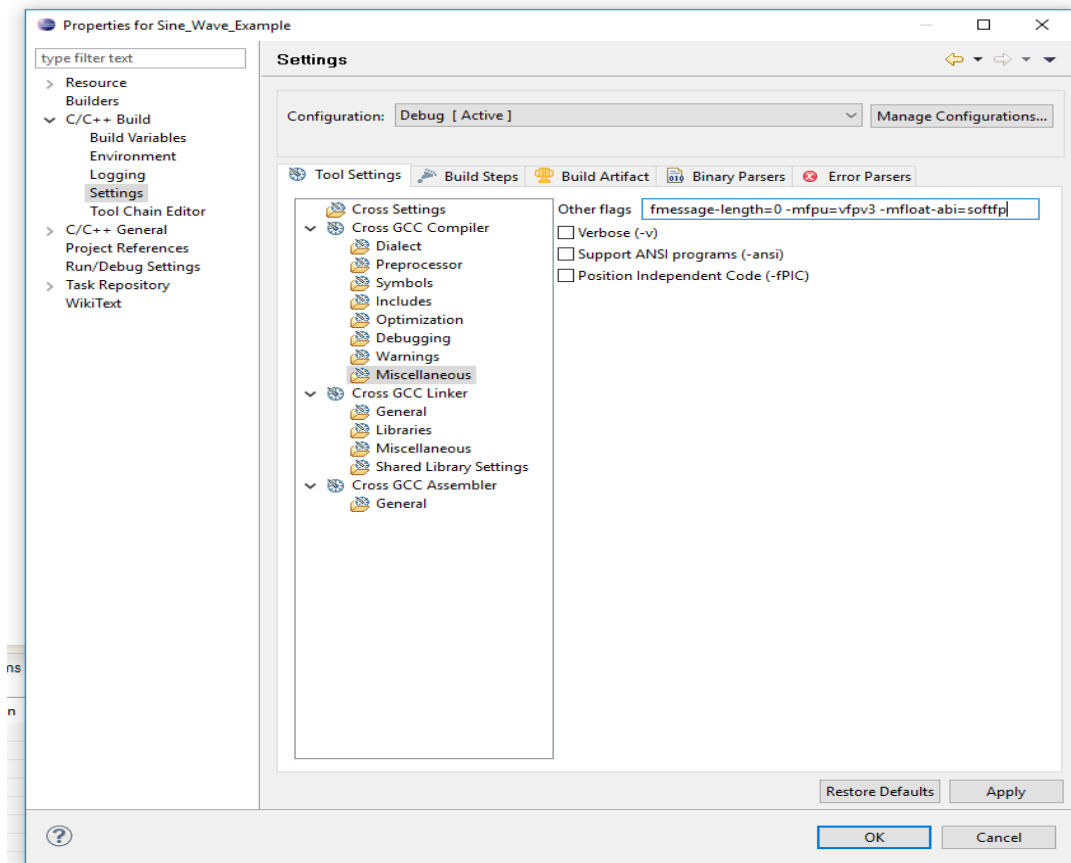 Properties for Sine_Wave_Example
type filter text
Resource
Builders
C/C++ Build
Build Variables
Environment
Logging
Settings
Tool Chain Editor
C/C++ General
Project References
Run/Debug Settings
Task Repository
WikiText
Settings
Configuration: Debug [ Active ]
Manage Configurations...
Tool Settings Build Steps Build Artifact Binary Parsers Error Parsers
Cross Settings
Cross GCC Compiler
Dialect
Preprocessor
Symbols
Includes
Optimization
Debugging
Warnings
Miscellaneous
Cross GCC Linker
General
Libraries
Miscellaneous
Shared Library Settings
Cross GCC Assembler
General
Other flags fmessage-length=0 -mfpu=vfpv3 -mfloat-abi=softfp
Verbose (-v)
Support ANSI programs (-ansi)
Position Independent Code (-fPIC)
Restore Defaults Apply
OK Cancel
ns
n